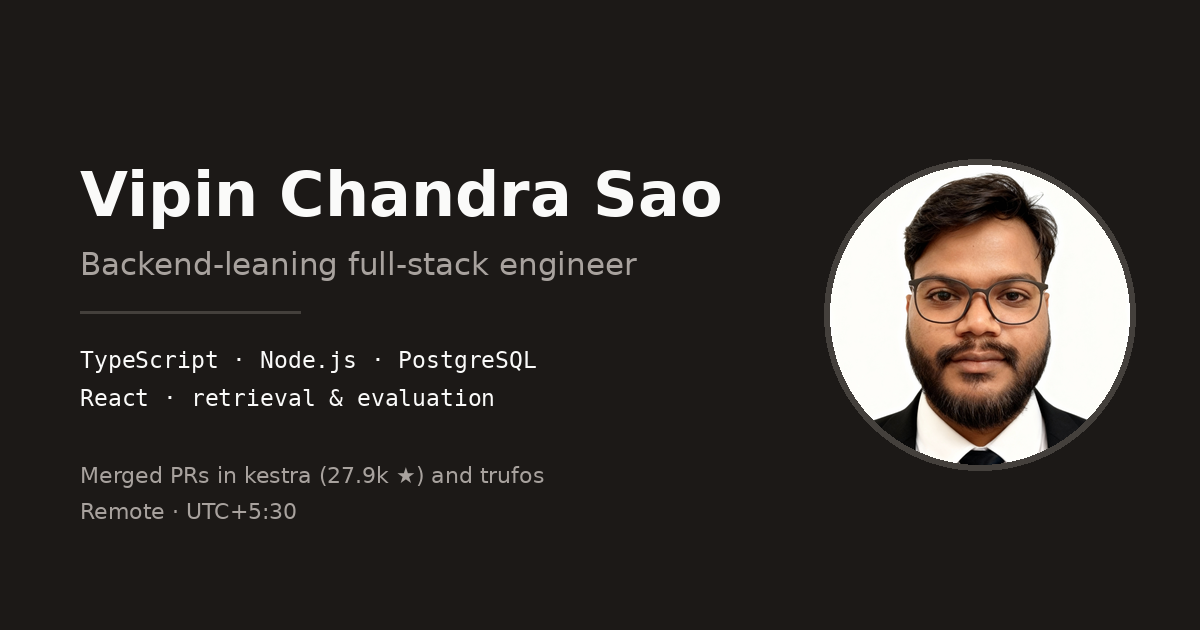 Vipin Chandra Sao
Backend-leaning full-stack engineer
TypeScript · Node.js · PostgreSQL
React · retrieval & evaluation
Merged PRs in kestra (27.9k ★) and trufos
Remote · UTC+5:30